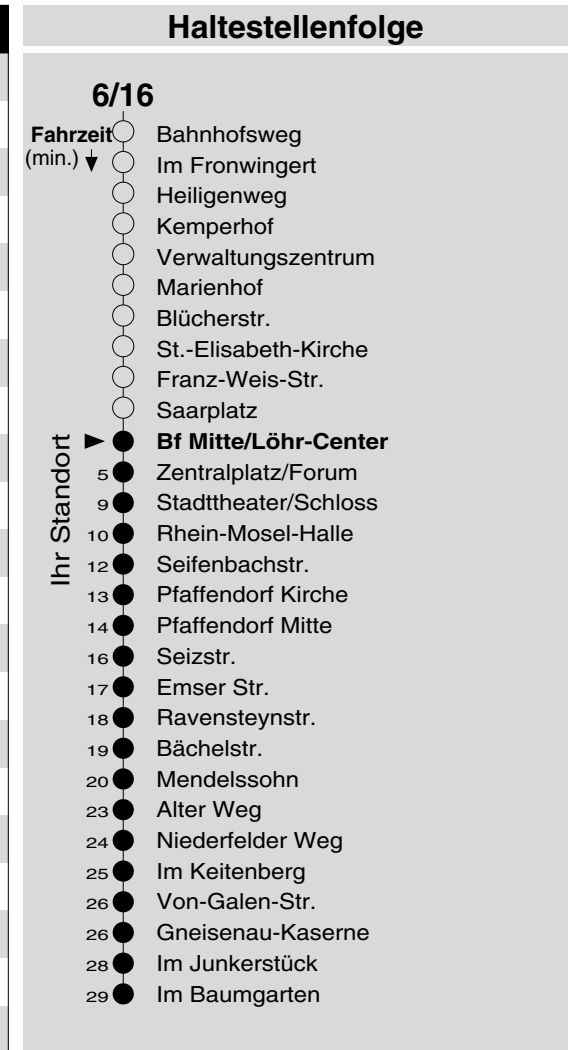 Haltestellenfolge
6/16
Fahrzeit Bahnhofsweg
(min.) Im Fronwingert
Heiligenweg
Kemperhof
Verwaltungszentrum
Marienhof
Blücherstr.
St.-Elisabeth-Kirche
Franz-Weis-Str.
Saarplatz
Ihr Standort
Bf Mitte/Löhr-Center
5 Zentralplatz/Forum
9 Stadttheater/Schloss
10 Rhein-Mosel-Halle
12 Seifenbachstr.
13 Pfaffendorf Kirche
14 Pfaffendorf Mitte
16 Seizstr.
17 Emser Str.
18 Ravensteynstr.
19 Bächelstr.
20 Mendelssohn
23 Alter Weg
24 Niederfelder Weg
25 Im Keitenberg
26 Von-Galen-Str.
26 Gneisenau-Kaserne
28 Im Junkerstück
29 Im Baumgarten